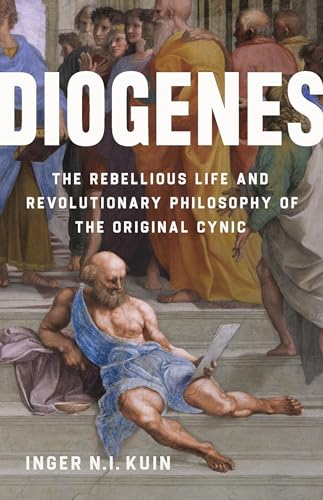 DIOGENES
THE REBELLIOUS LIFE AND
REVOLUTIONARY PHILOSOPHY OF
THE ORIGINAL CYNIC
INGER N.I. KUIN